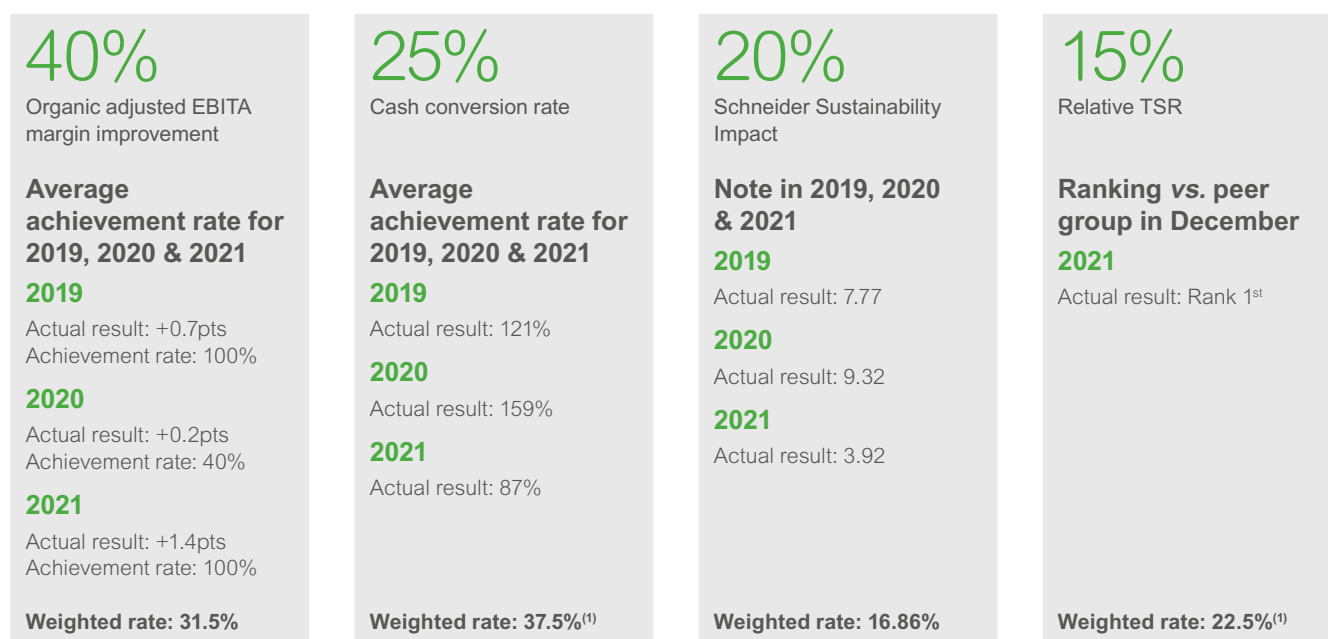 40%
Organic adjusted EBITA
margin improvement
Average
achievement rate for
2019, 2020 & 2021
2019
Actual result: +0.7pts
Achievement rate: 100%
2020
Actual result: +0.2pts
Achievement rate: 40%
2021
Actual result: +1.4pts
Achievement rate: 100%
Weighted rate: 31.5%
25%
Cash conversion rate
Average
achievement rate for
2019, 2020 & 2021
2019
Actual result: 121%
2020
Actual result: 159%
2021
Actual result: 87%
Weighted rate: 37.5%(1)
20%
Schneider Sustainability
Impact
Note in 2019, 2020
& 2021
2019
Actual result: 7.77
2020
Actual result: 9.32
2021
Actual result: 3.92
Weighted rate: 16.86%
15%
Relative TSR
Ranking vs. peer
group in December
2021
Actual result: Rank 1st
Weighted rate: 22.5%(1)